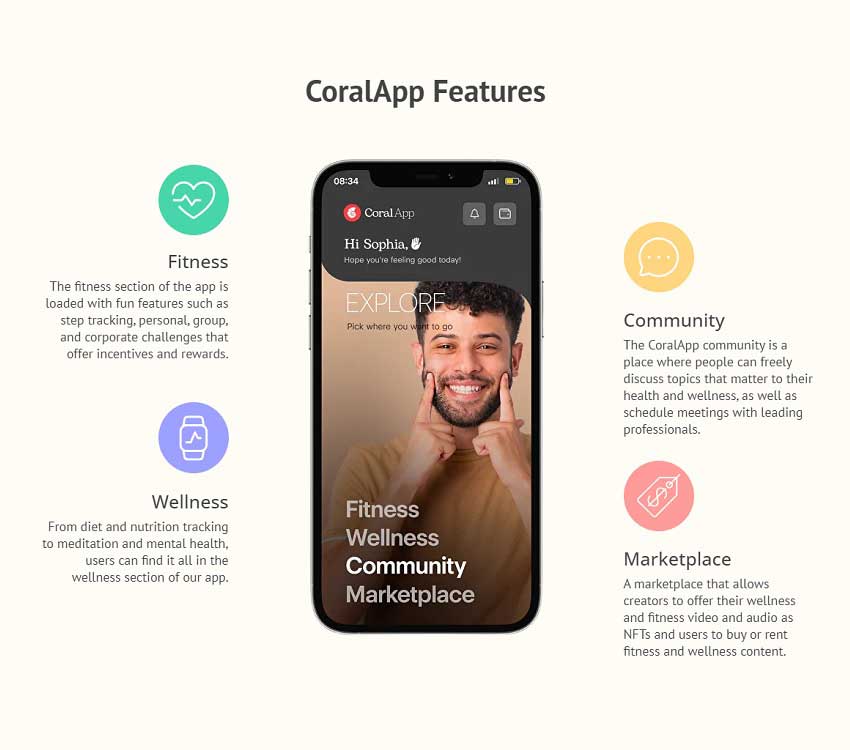 CoralApp Features
Fitness
The fitness section of the app is
loaded with fun features such as
step tracking, personal, group,
and corporate challenges that
offer incentives and rewards.
Wellness
From diet and nutrition tracking
to meditation and mental health,
users can find it all in the
wellness section of our app.
08:34
CoralApp
Hi Sophia,
Hope you're feeling good today!
EXPLORE
Pick where you want to go
Fitness
Wellness
Community
Marketplace
Community
The CoralApp community is a
place where people can freely
discuss topics that matter to their
health and wellness, as well as
schedule meetings with leading
professionals.
Marketplace
A marketplace that allows
creators to offer their wellness
and fitness video and audio as
NFTs and users to buy or rent
fitness and wellness content.